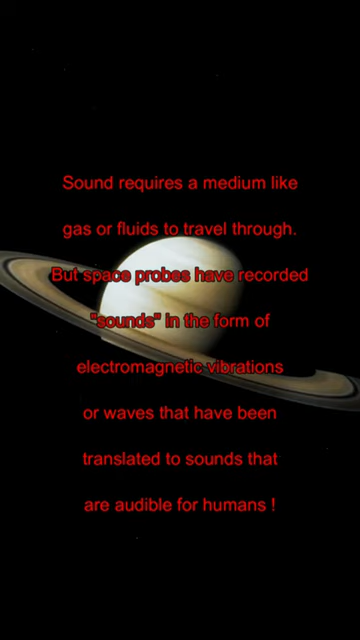 Sound requires a medium like
gas or fluids to travel through.
But space probes have recorded
"sounds" in the form of
electromagnetic vibrations
or waves that have been
translated to sounds that
are audible for humans !